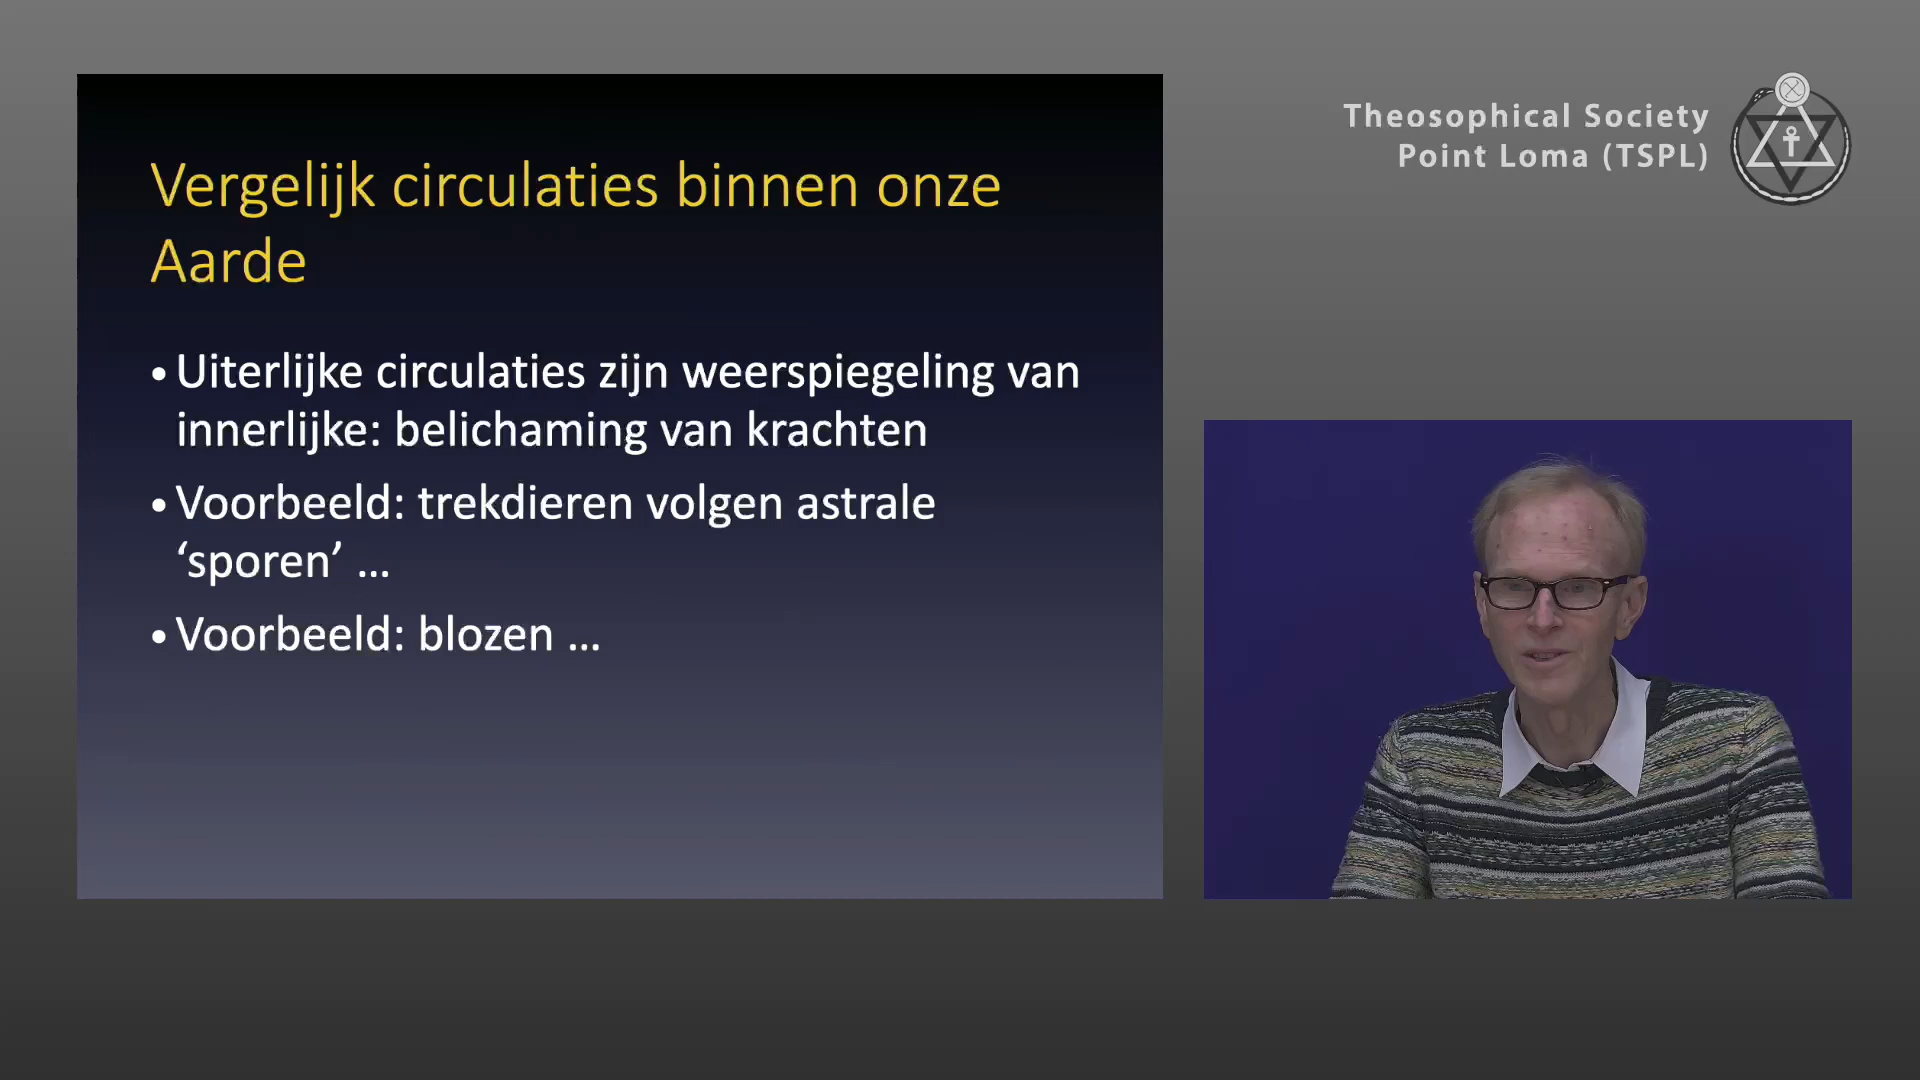 Vergelijk circulaties binnen onze
Aarde
• Uiterlijke circulaties zijn weerspiegeling van
innerlijke: belichaming van krachten
• Voorbeeld: trekdieren volgen astrale
‘sporen’ ...
• Voorbeeld: blozen ...
Theosophical Society
Point Loma (TSPL)